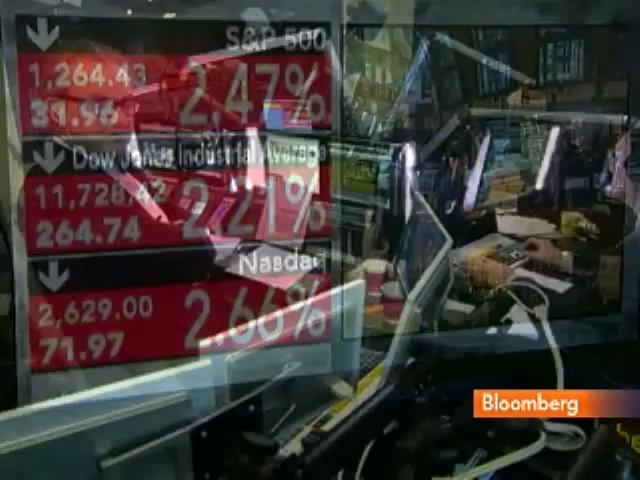 S&P 500
1,264.43 2.47%
31.96
Dow Jones Industrial Average
11,728.42 2.21%
264.74
Nasdaq
2,629.00 2.66%
71.97
Bloomberg